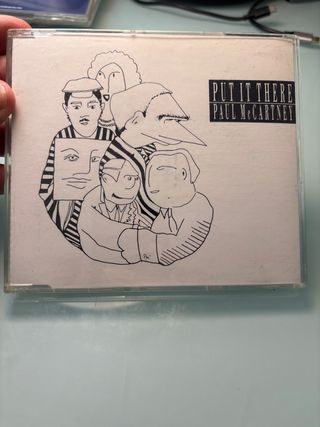 PUT IT THERE
PAUL McCARTNEY